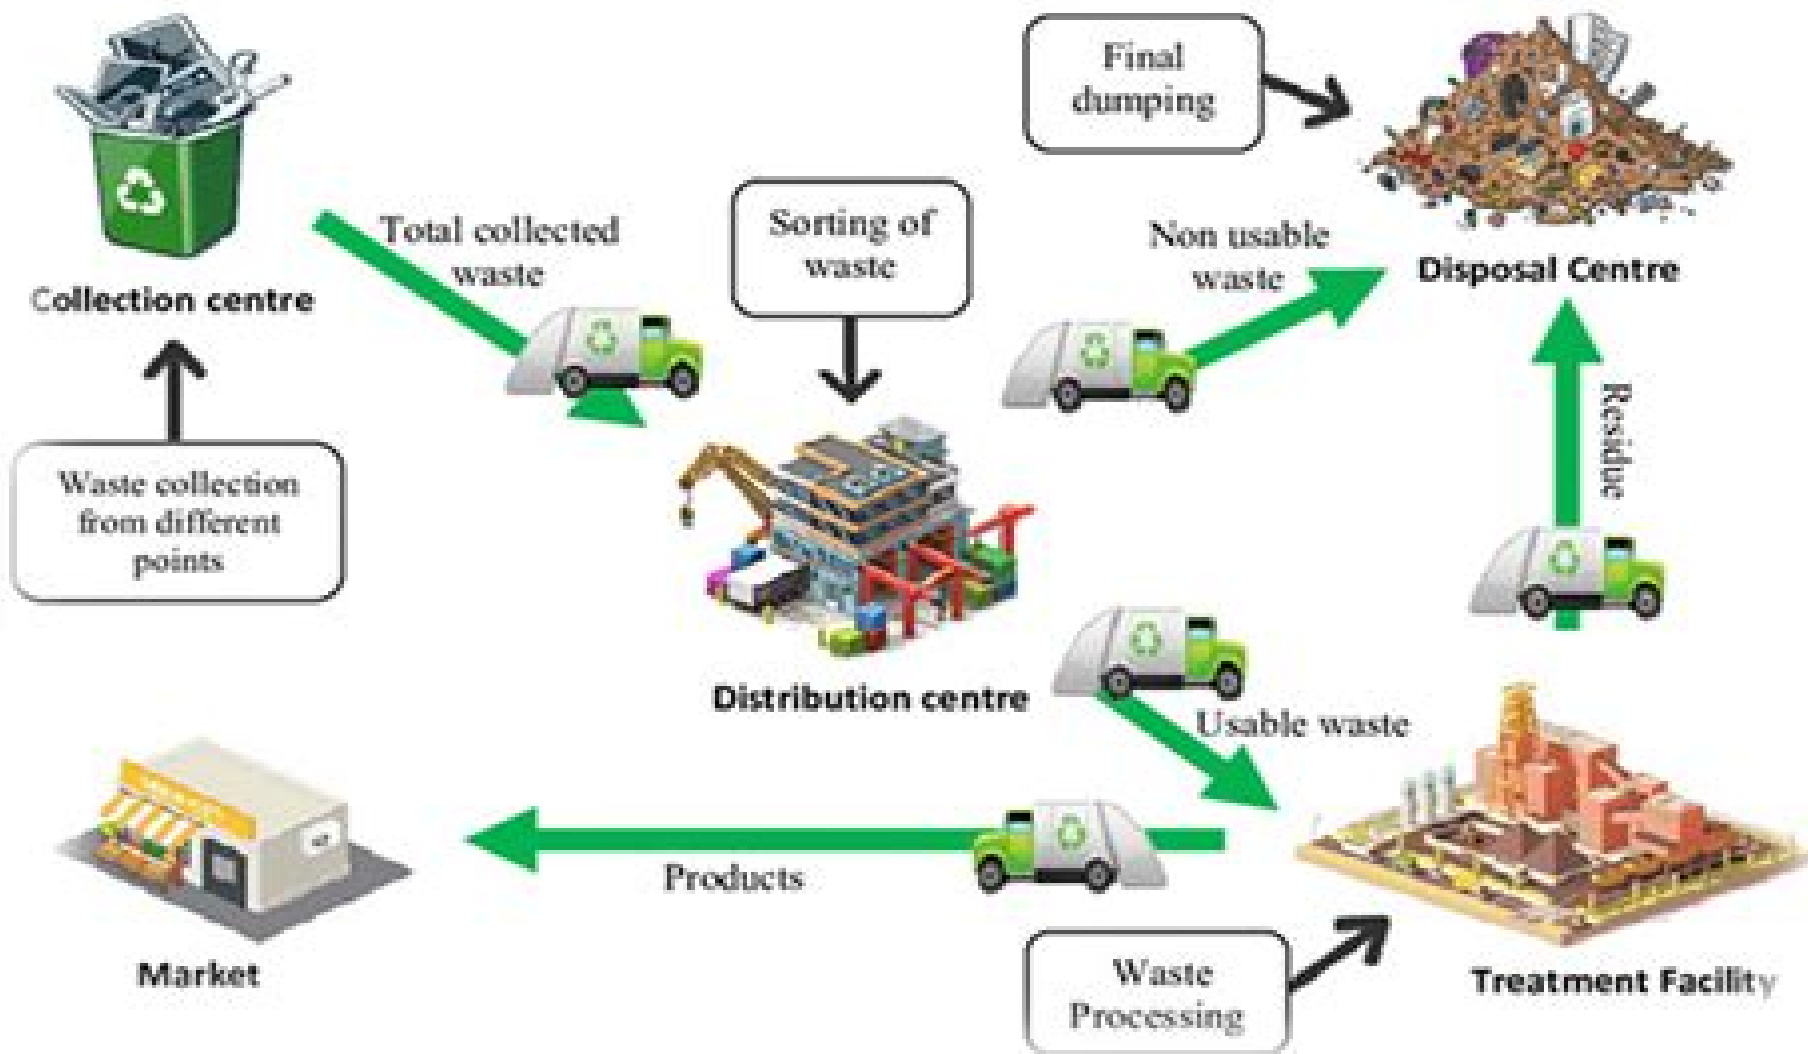 Final
dumping
Total collected
waste
Sorting of
waste
Non usable
waste
Disposal Centre
Collection centre
Residue
Waste collection
from different
points
Distribution centre
Usable waste
Products
Market
Waste
Processing
Treatment Facility